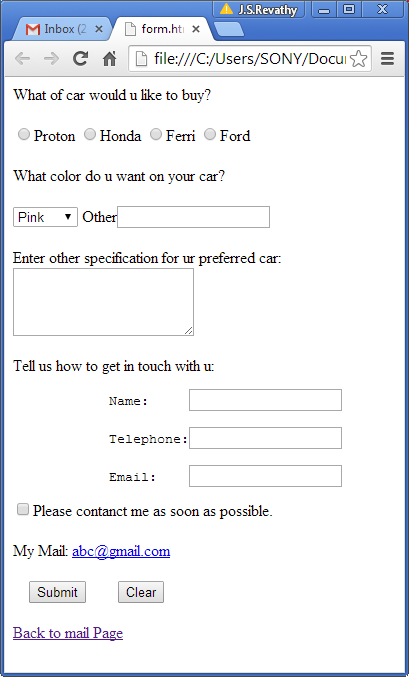 J.S.Revathy
Inbox (2
form.htm
file:///C:/Users/SONY/Docum
What of car would u like to buy?
Proton Honda Ferri Ford
What color do u want on your car?
Pink Other
Enter other specification for ur preferred car:
Tell us how to get in touch with u:
Name:
Telephone:
Email:
Please contanct me as soon as possible.
My Mail: abc@gmail.com
Submit Clear
Back to mail Page